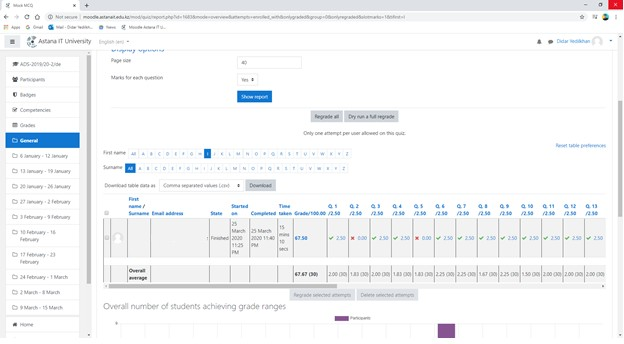 Mock MCQ
Not secure | moodle.astanait.edu.kz/mod/quiz/report.php?id=1683&mode=overview&attempts=enrolled_with&onlygraded&group=0&onlyregraded&slotmarks=1&tifirst=I
Apps Gmail YouTube News Moodle Astana IT U
Astana IT University English (en)
Didar Yedilkhan
ADS-2019/20-2/de
Participants
Badges
Competencies
Grades
General
6 January - 12 January
13 January - 19 January
20 January - 26 January
27 January - 2 February
3 February - 9 February
10 February - 16 February
17 February - 23 February
24 February - 1 March
2 March - 8 March
9 March - 15 March
Home
Display options
Page size 40
Marks for each question Yes
Show report
Regrade all Dry run a full regrade
Only one attempt per user allowed on this quiz.
Reset table preferences
First name All A B C D E F G H I J K L M N O P Q R S T U V W X Y Z
Surname All A B C D E F G H I J K L M N O P Q R S T U V W X Y Z
Download table data as Comma separated values (.csv) Download
First name / Surname Email address State Started on Completed Time taken Grade/100.00 Q. 1 /2.50 Q. 2 /2.50 Q. 3 /2.50 Q. 4 /2.50 Q. 5 /2.50 Q. 6 /2.50 Q. 7 /2.50 Q. 8 /2.50 Q. 9 /2.50 Q. 10 /2.50 Q. 11 /2.50 Q. 12 /2.50 Q. 13 /2.50
Finished 25 March 2020 11:25 PM 25 March 2020 11:40 PM 15 mins 10 secs 67.50 2.50 0.00 2.50 2.50 0.00 2.50 2.50 2.50 2.50 2.50 2.50 2.50 2.50
Overall average 67.67 (30) 2.00 (30) 1.83 (30) 2.00 (30) 1.83 (30) 1.83 (30) 2.25 (30) 2.25 (30) 1.67 (30) 2.25 (30) 1.50 (30) 2.00 (30) 2.00 (30) 2.00 (30)
Regrade selected attempts Delete selected attempts
Overall number of students achieving grade ranges
Participants